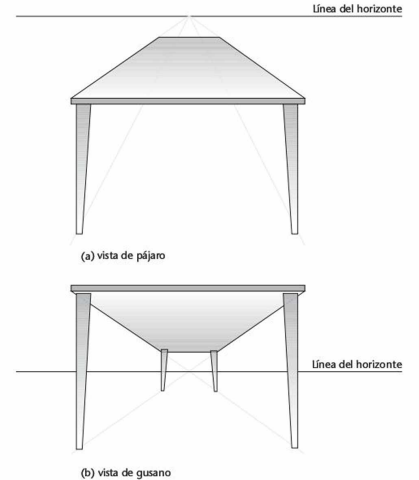 Línea del horizonte
(a) vista de pájaro
Línea del horizonte
(b) vista de gusano